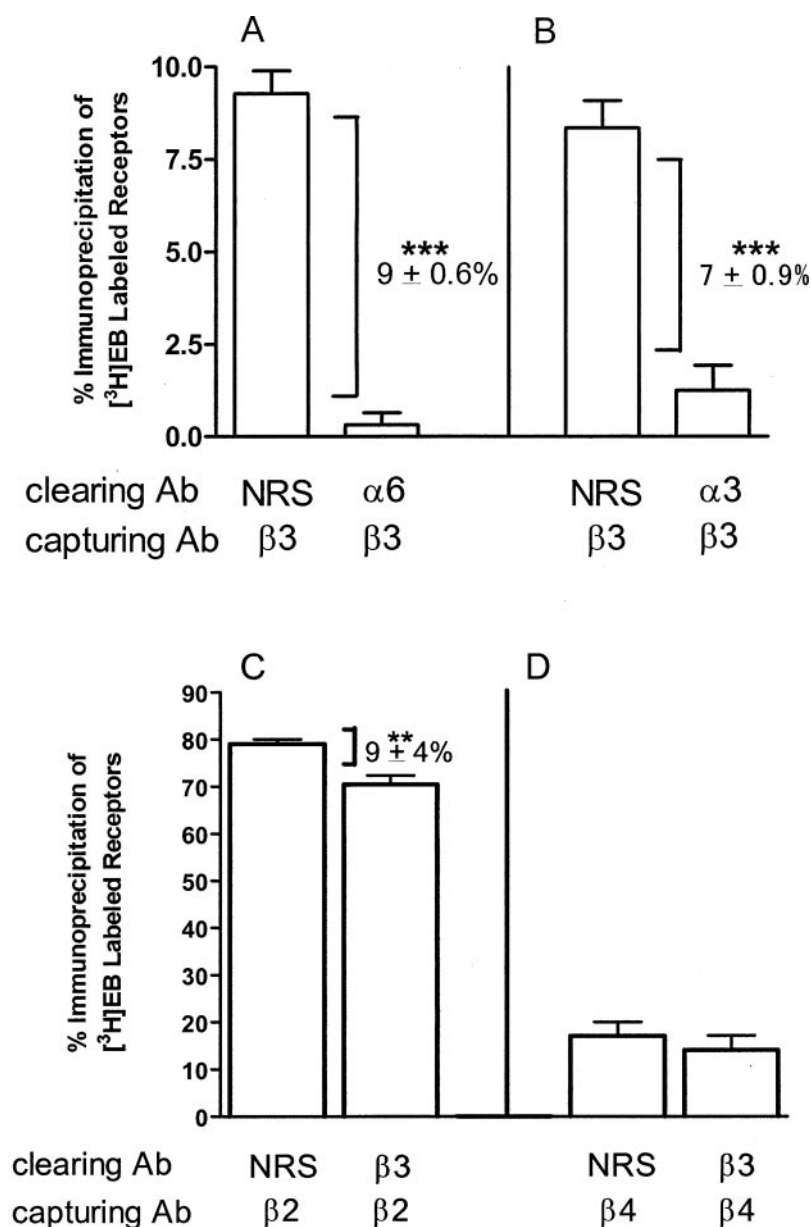 A
B
% Immunoprecipitation of
[³H]EB Labeled Receptors
10.0
7.5
5.0
2.5
0.0
***
9 ± 0.6%
***
7 ± 0.9%
clearing Ab NRS α6 NRS α3
capturing Ab β3 β3 β3 β3
C
D
% Immunoprecipitation of
[³H]EB Labeled Receptors
90
80
70
60
50
40
30
20
10
0
**
9 ± 4%
clearing Ab NRS β3 NRS β3
capturing Ab β2 β2 β4 β4